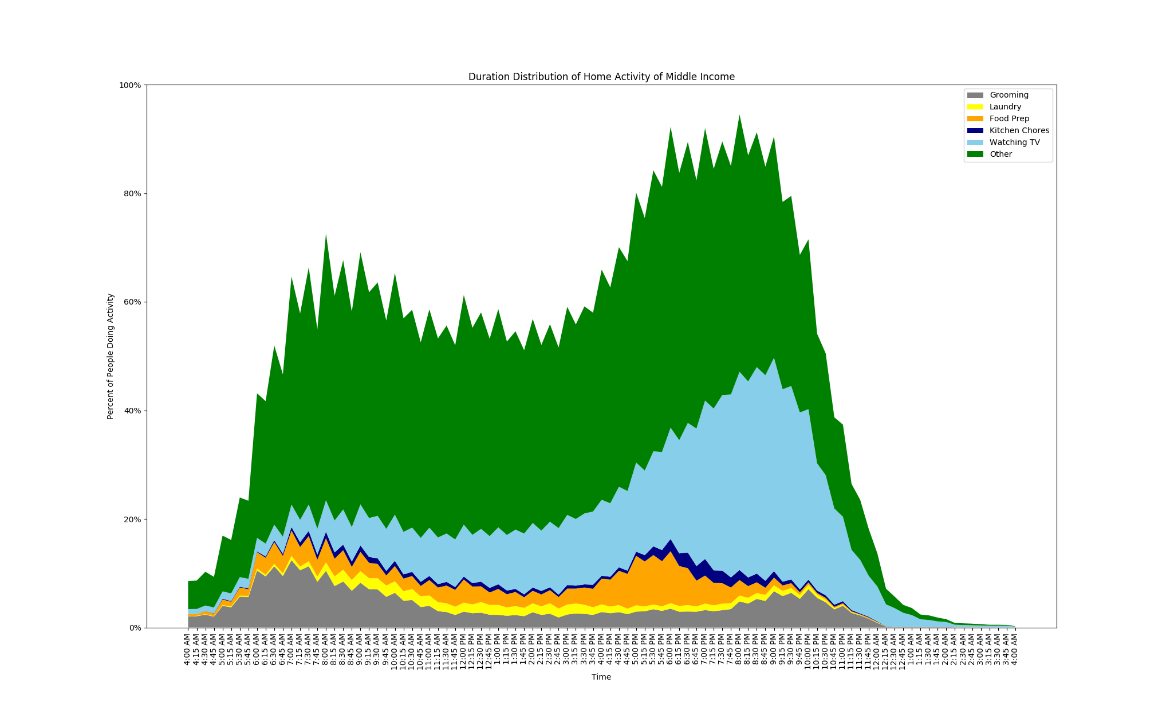 Duration Distribution of Home Activity of Middle Income
100%
80%
60%
40%
20%
0%
Percent of People Doing Activity
Grooming
Laundry
Food Prep
Kitchen Chores
Watching TV
Other
4:00 AM
4:15 AM
4:30 AM
4:45 AM
5:00 AM
5:15 AM
5:30 AM
5:45 AM
6:00 AM
6:15 AM
6:30 AM
6:45 AM
7:00 AM
7:15 AM
7:30 AM
7:45 AM
8:00 AM
8:15 AM
8:30 AM
8:45 AM
9:00 AM
9:15 AM
9:30 AM
9:45 AM
10:00 AM
10:15 AM
10:30 AM
10:45 AM
11:00 AM
11:15 AM
11:30 AM
11:45 AM
12:00 PM
12:15 PM
12:30 PM
12:45 PM
1:00 PM
1:15 PM
1:30 PM
1:45 PM
2:00 PM
2:15 PM
2:30 PM
2:45 PM
3:00 PM
3:15 PM
3:30 PM
3:45 PM
4:00 PM
4:15 PM
4:30 PM
4:45 PM
5:00 PM
5:15 PM
5:30 PM
5:45 PM
6:00 PM
6:15 PM
6:30 PM
6:45 PM
7:00 PM
7:15 PM
7:30 PM
7:45 PM
8:00 PM
8:15 PM
8:30 PM
8:45 PM
9:00 PM
9:15 PM
9:30 PM
9:45 PM
10:00 PM
10:15 PM
10:30 PM
10:45 PM
11:00 PM
11:15 PM
11:30 PM
11:45 PM
12:00 AM
12:15 AM
12:30 AM
12:45 AM
1:00 AM
1:15 AM
1:30 AM
1:45 AM
2:00 AM
2:15 AM
2:30 AM
2:45 AM
3:00 AM
3:15 AM
3:30 AM
3:45 AM
4:00 AM
Time